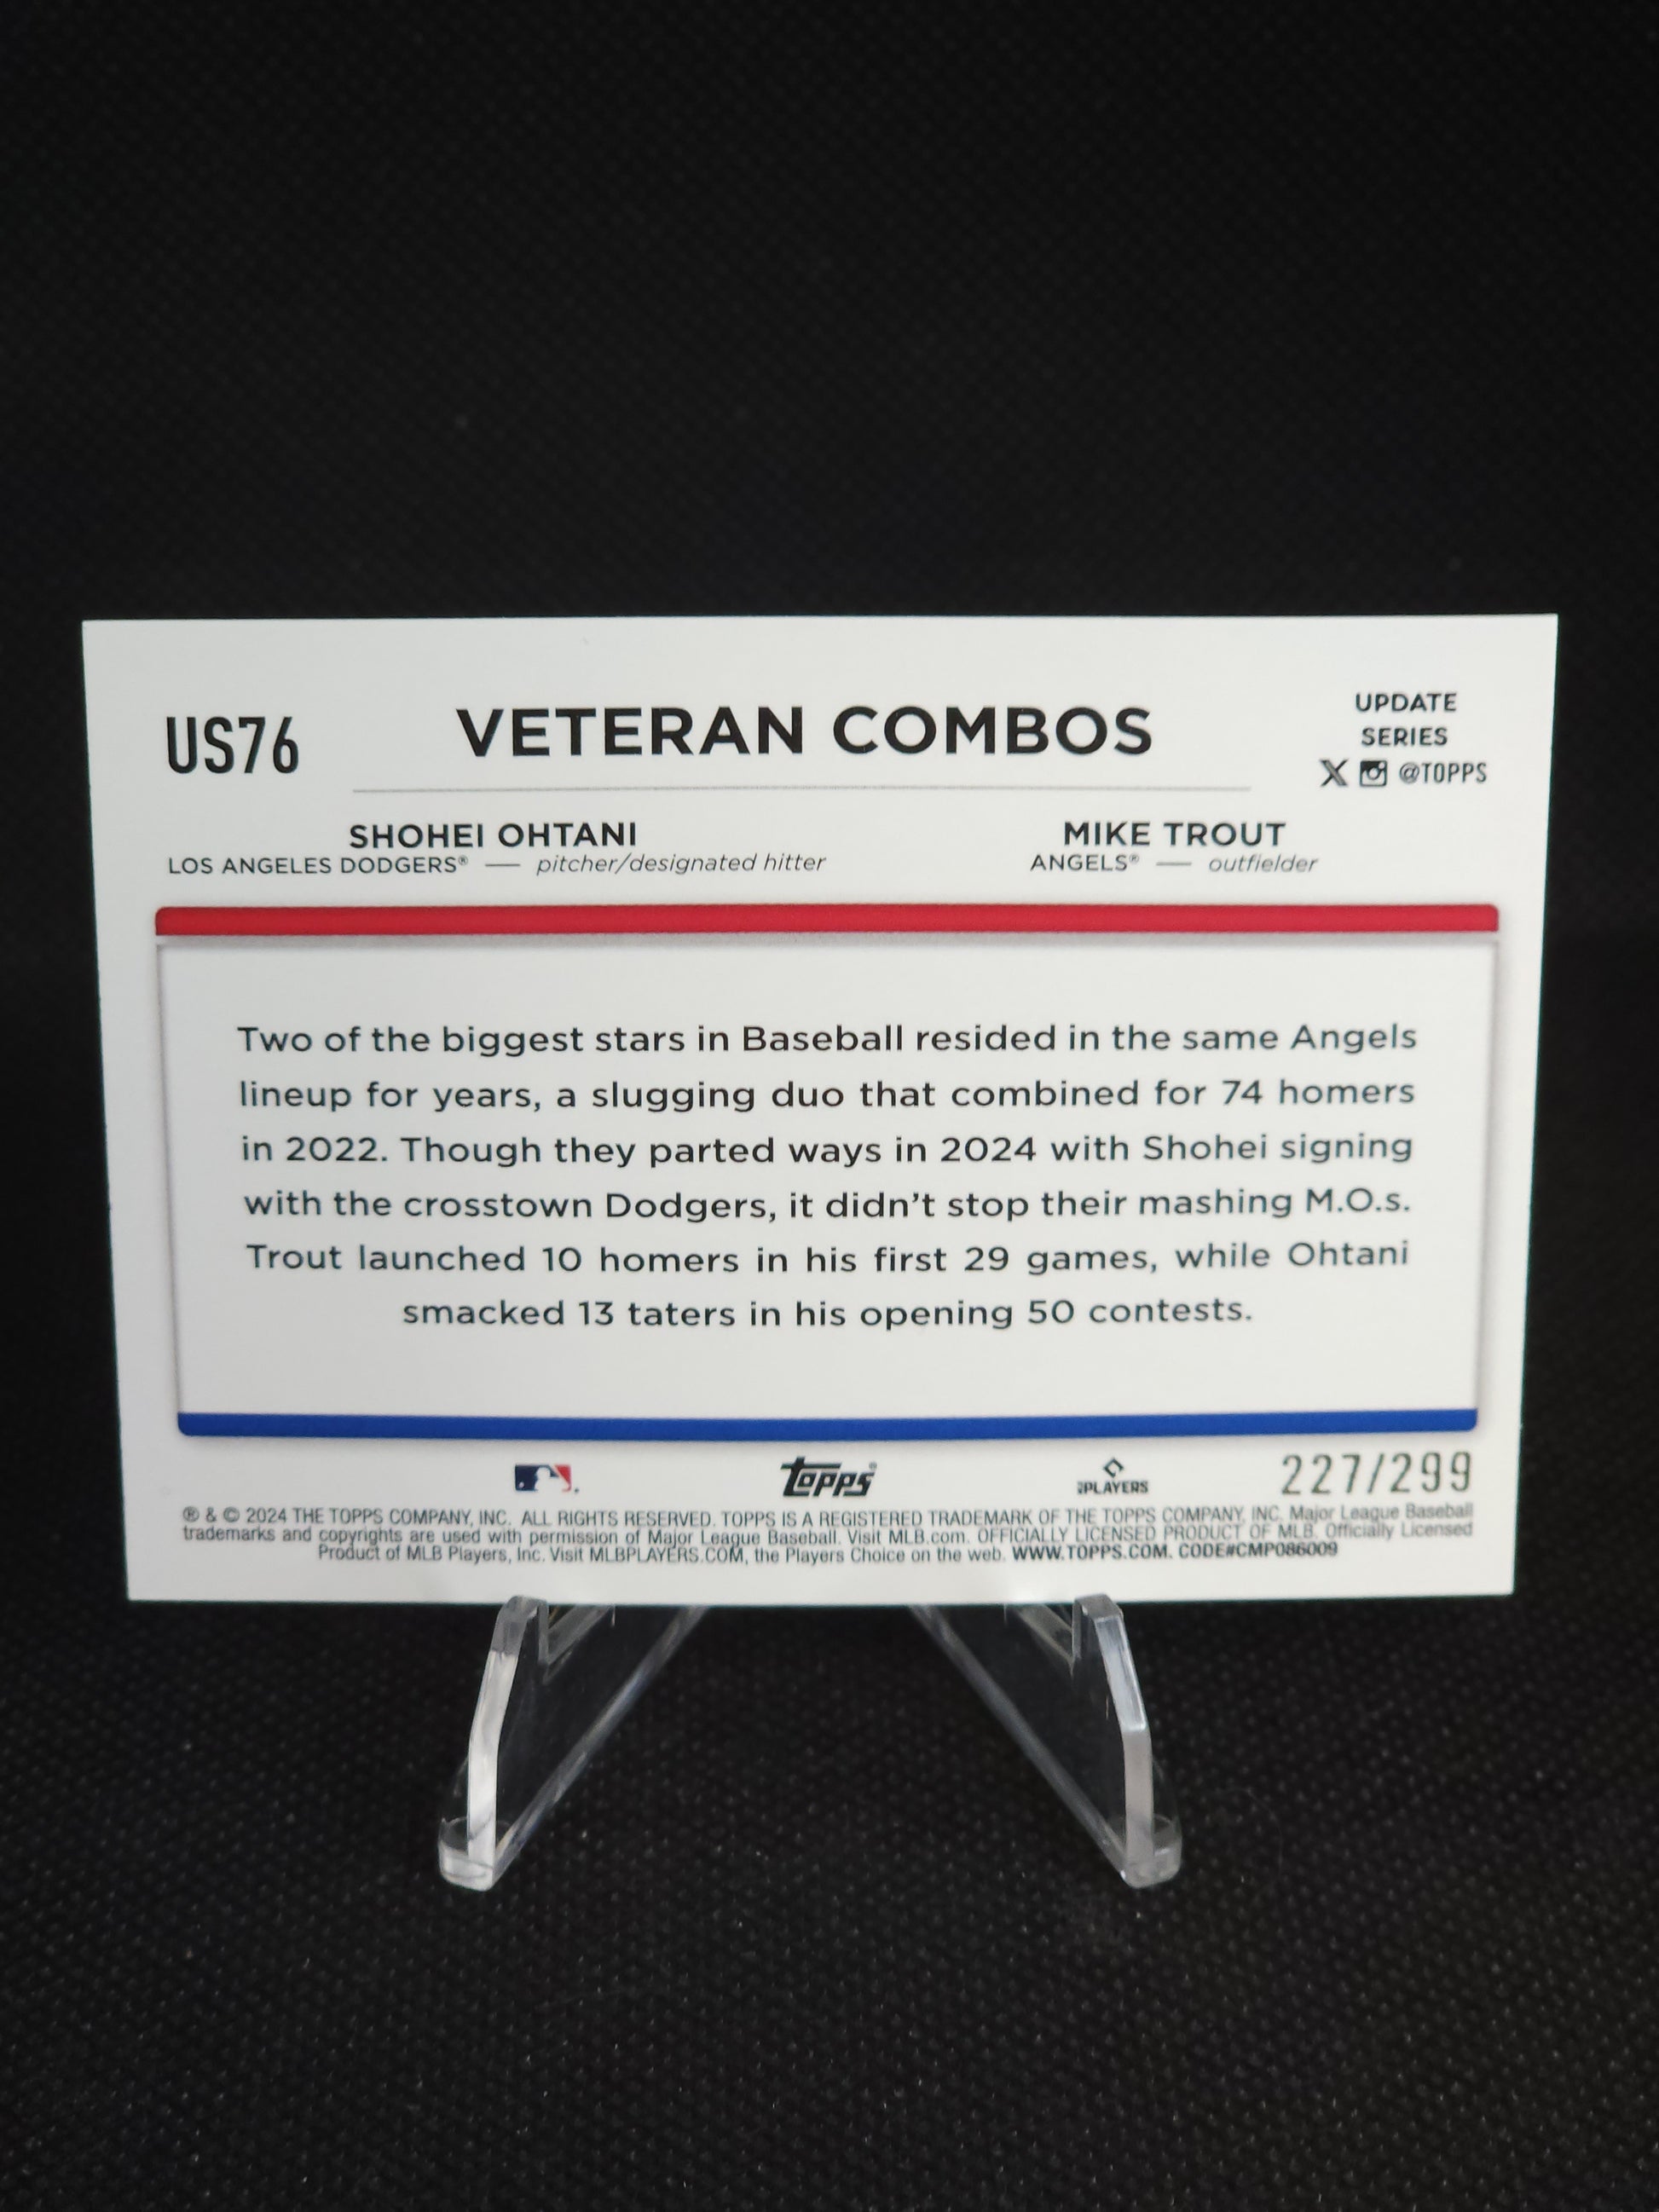 US76
VETERAN COMBOS
UPDATE
SERIES
X @TOPPS
SHOHEI OHTANI
LOS ANGELES DODGERS® — pitcher/designated hitter
MIKE TROUT
ANGELS® — outfielder
Two of the biggest stars in Baseball resided in the same Angels
lineup for years, a slugging duo that combined for 74 homers
in 2022. Though they parted ways in 2024 with Shohei signing
with the crosstown Dodgers, it didn't stop their mashing M.O.s.
Trout launched 10 homers in his first 29 games, while Ohtani
smacked 13 taters in his opening 50 contests.
Topps®
PLAYERS
227/299
® & © 2024 THE TOPPS COMPANY, INC. ALL RIGHTS RESERVED. TOPPS IS A REGISTERED TRADEMARK OF THE TOPPS COMPANY, INC. Major League Baseball
trademarks and copyrights are used with permission of Major League Baseball. Visit MLB.com. OFFICIALLY LICENSED PRODUCT OF MLB. Officially Licensed
Product of MLB Players, Inc. Visit MLBPLAYERS.COM, the Players Choice on the web. WWW.TOPPS.COM. CODE#CMP086009